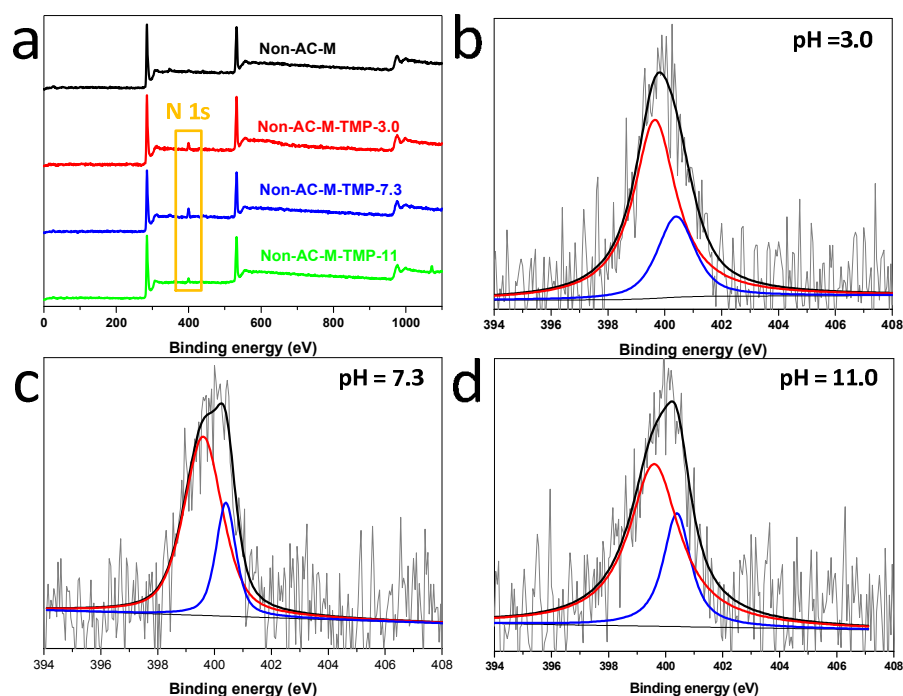 a
Non-AC-M
N 1s
Non-AC-M-TMP-3.0
Non-AC-M-TMP-7.3
Non-AC-M-TMP-11
0 200 400 600 800 1000
Binding energy (eV)
b
pH =3.0
394 396 398 400 402 404 406 408
Binding energy (eV)
c
pH = 7.3
394 396 398 400 402 404 406 408
Binding energy (eV)
d
pH = 11.0
394 396 398 400 402 404 406 408
Binding energy (eV)